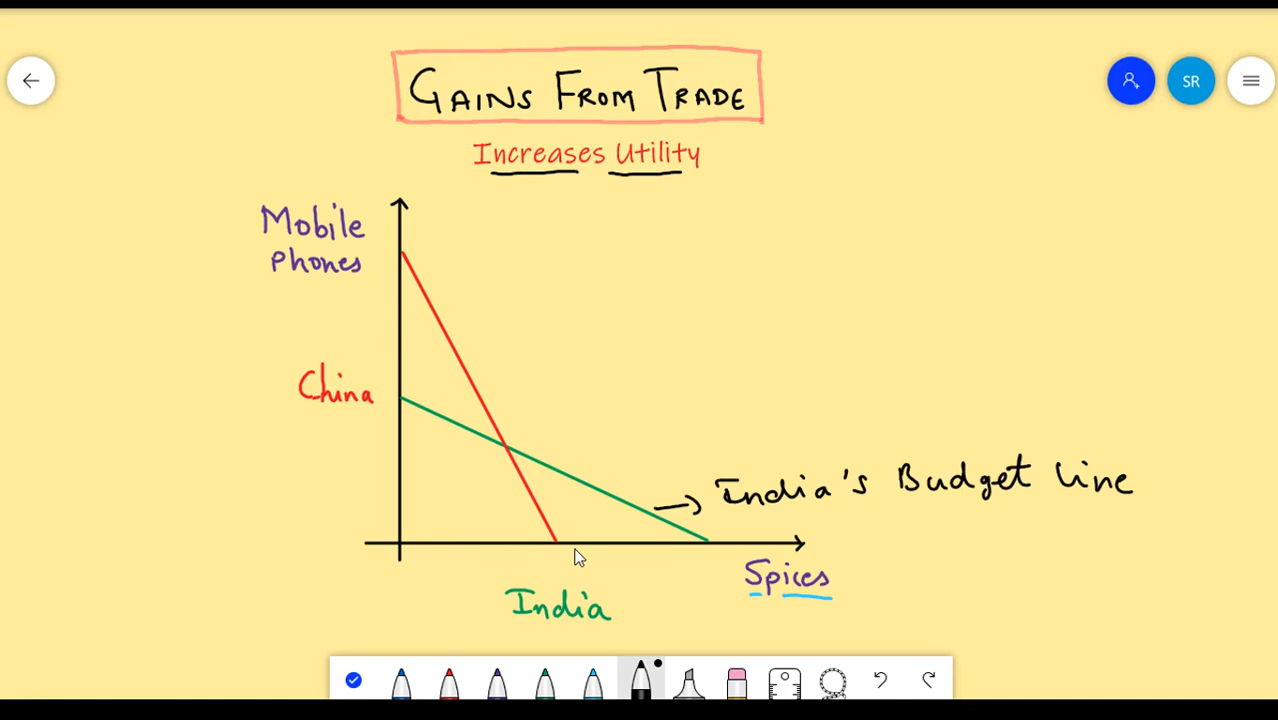 GAINS FROM TRADE
SR
Increases Utility
Mobile
Phones
China
India's Budget line
Spices
India